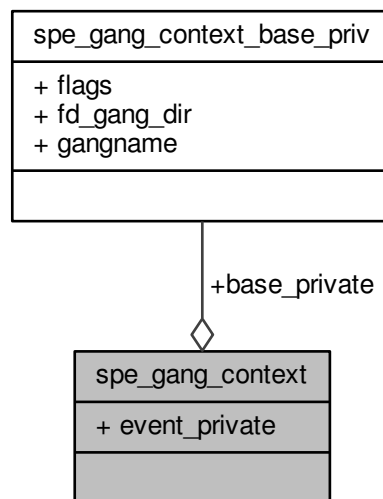 spe_gang_context_base_priv
+ flags
+ fd_gang_dir
+ gangname
+base_private
spe_gang_context
+ event_private